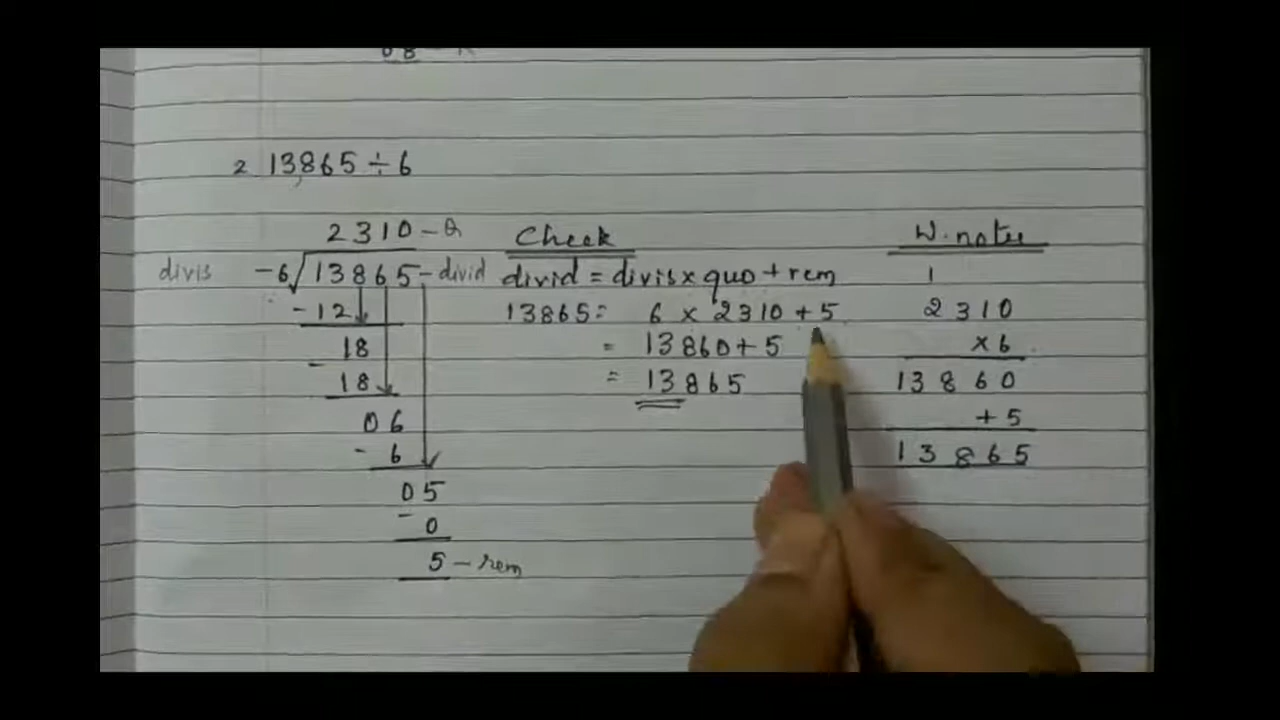 08
2 13865 ÷ 6
2310 - Q
Check
W. notes
divis
- 6 13865 - divid
divid = divis x quo + rem
1
- 12
13865 = 6 x 2310 + 5
2310
18
= 13860 + 5
x 6
- 18
= 13865
13860
06
+ 5
- 6
13865
05
- 0
5 - rem